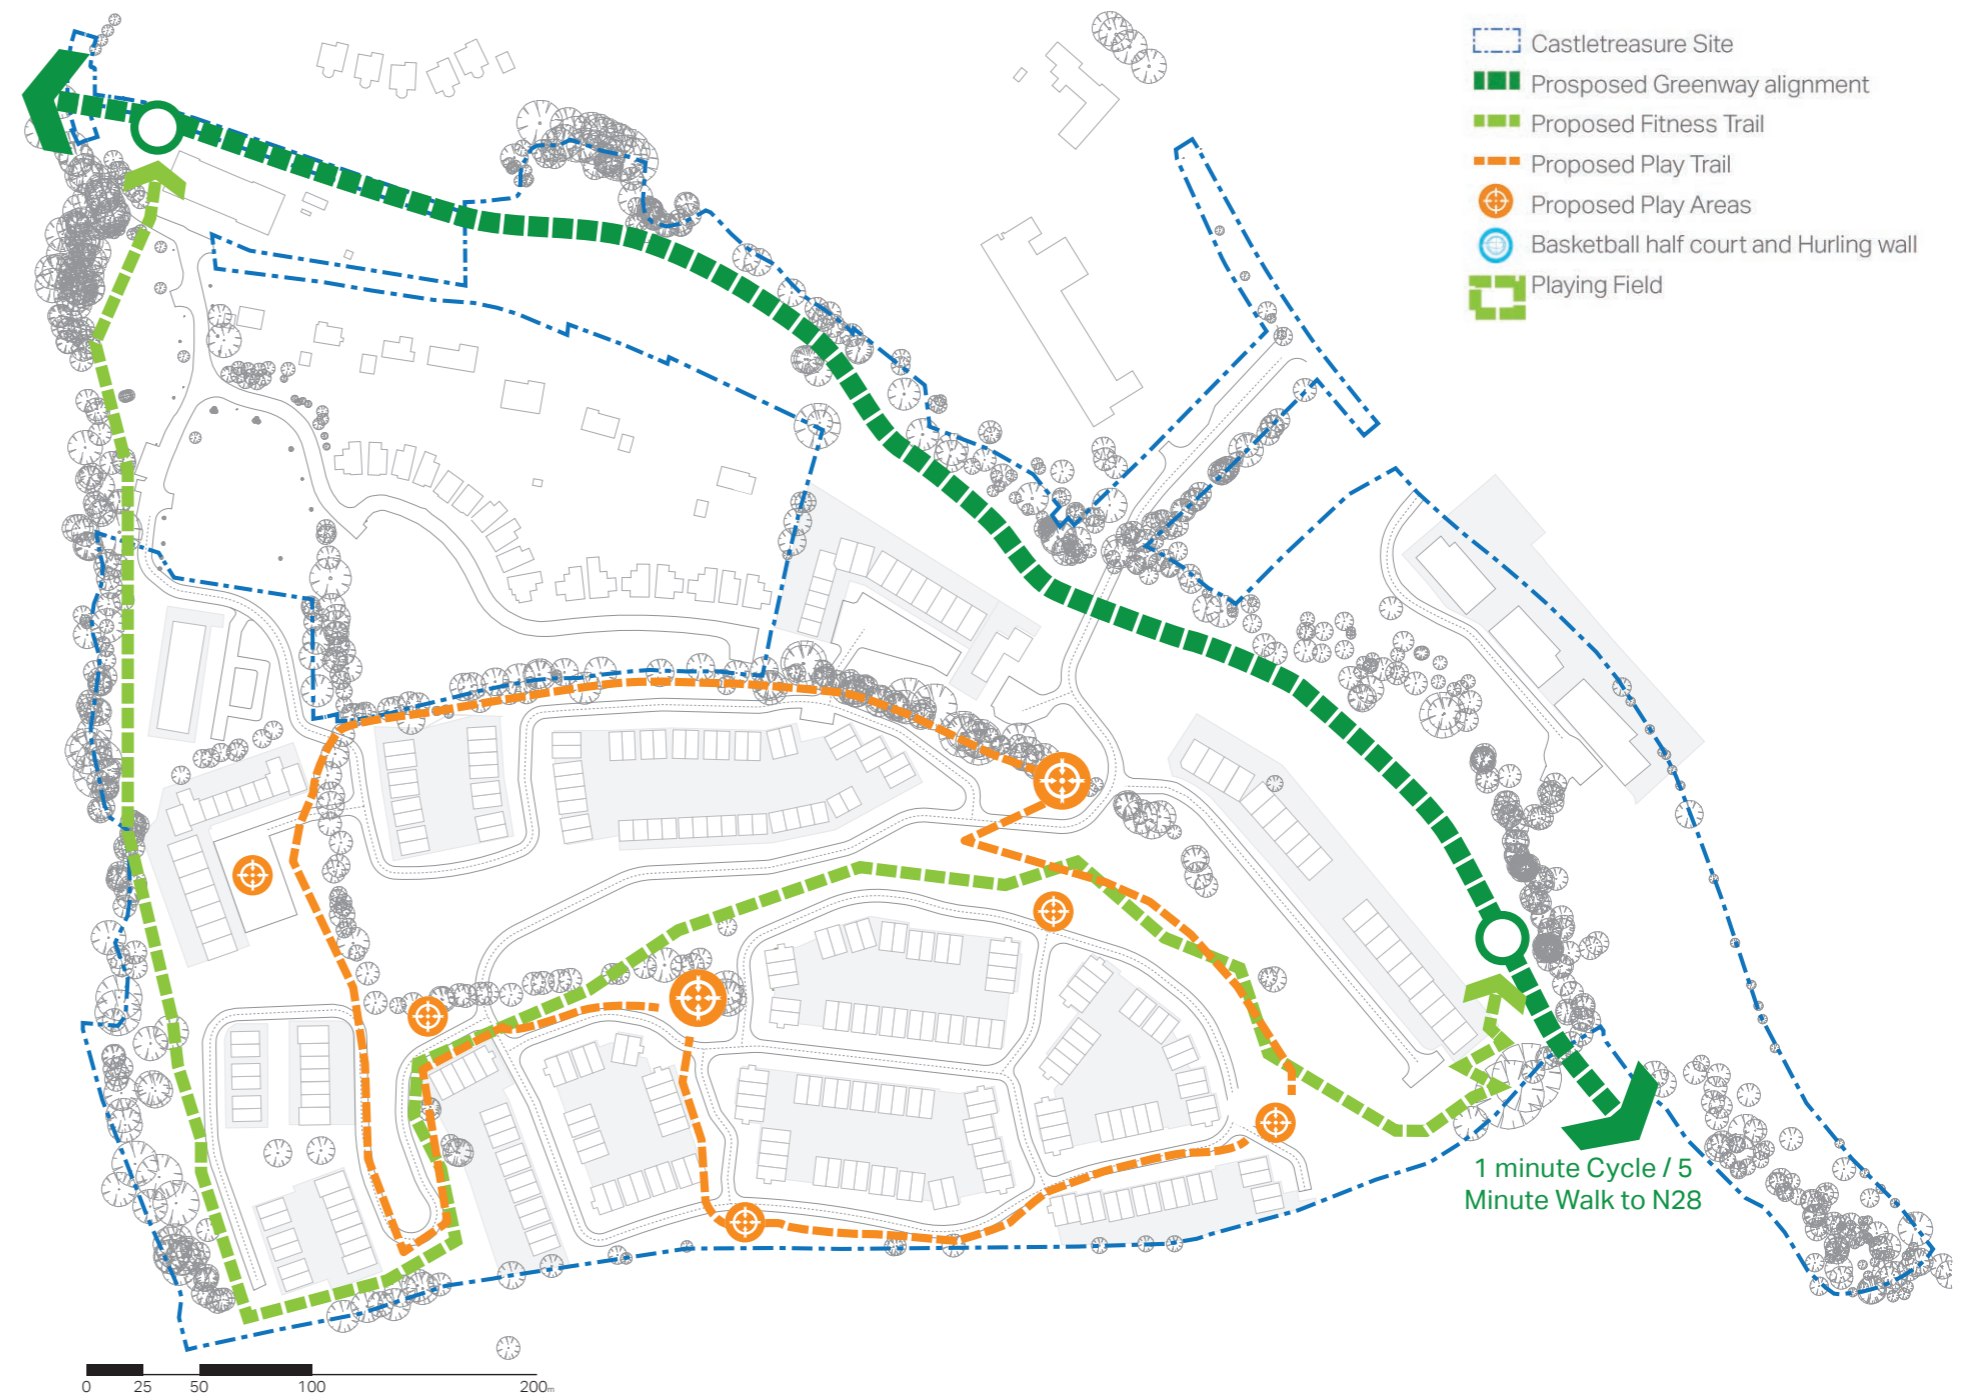 Castletreasure Site
Prosposed Greenway alignment
Proposed Fitness Trail
Proposed Play Trail
Proposed Play Areas
Basketball half court and Hurling wall
Playing Field
1 minute Cycle / 5
Minute Walk to N28
0 25 50 100 200m